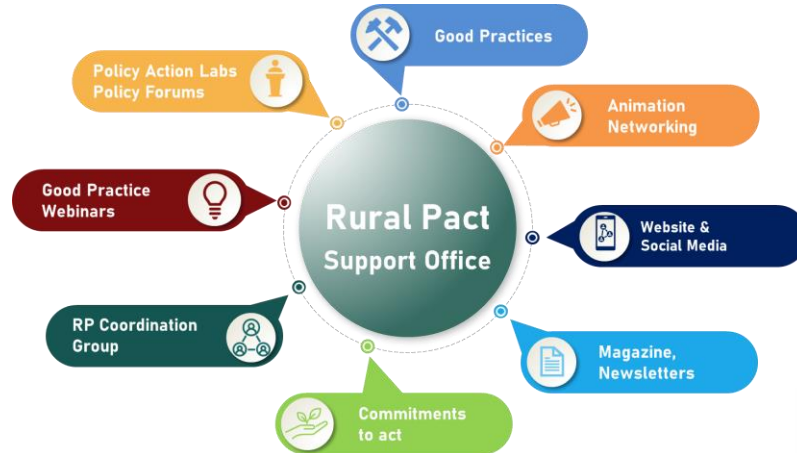 Good Practices
Policy Action Labs
Policy Forums
Animation
Networking
Good Practice
Webinars
Rural Pact
Support Office
Website &
Social Media
RP Coordination
Group
Magazine,
Newsletters
Commitments
to act